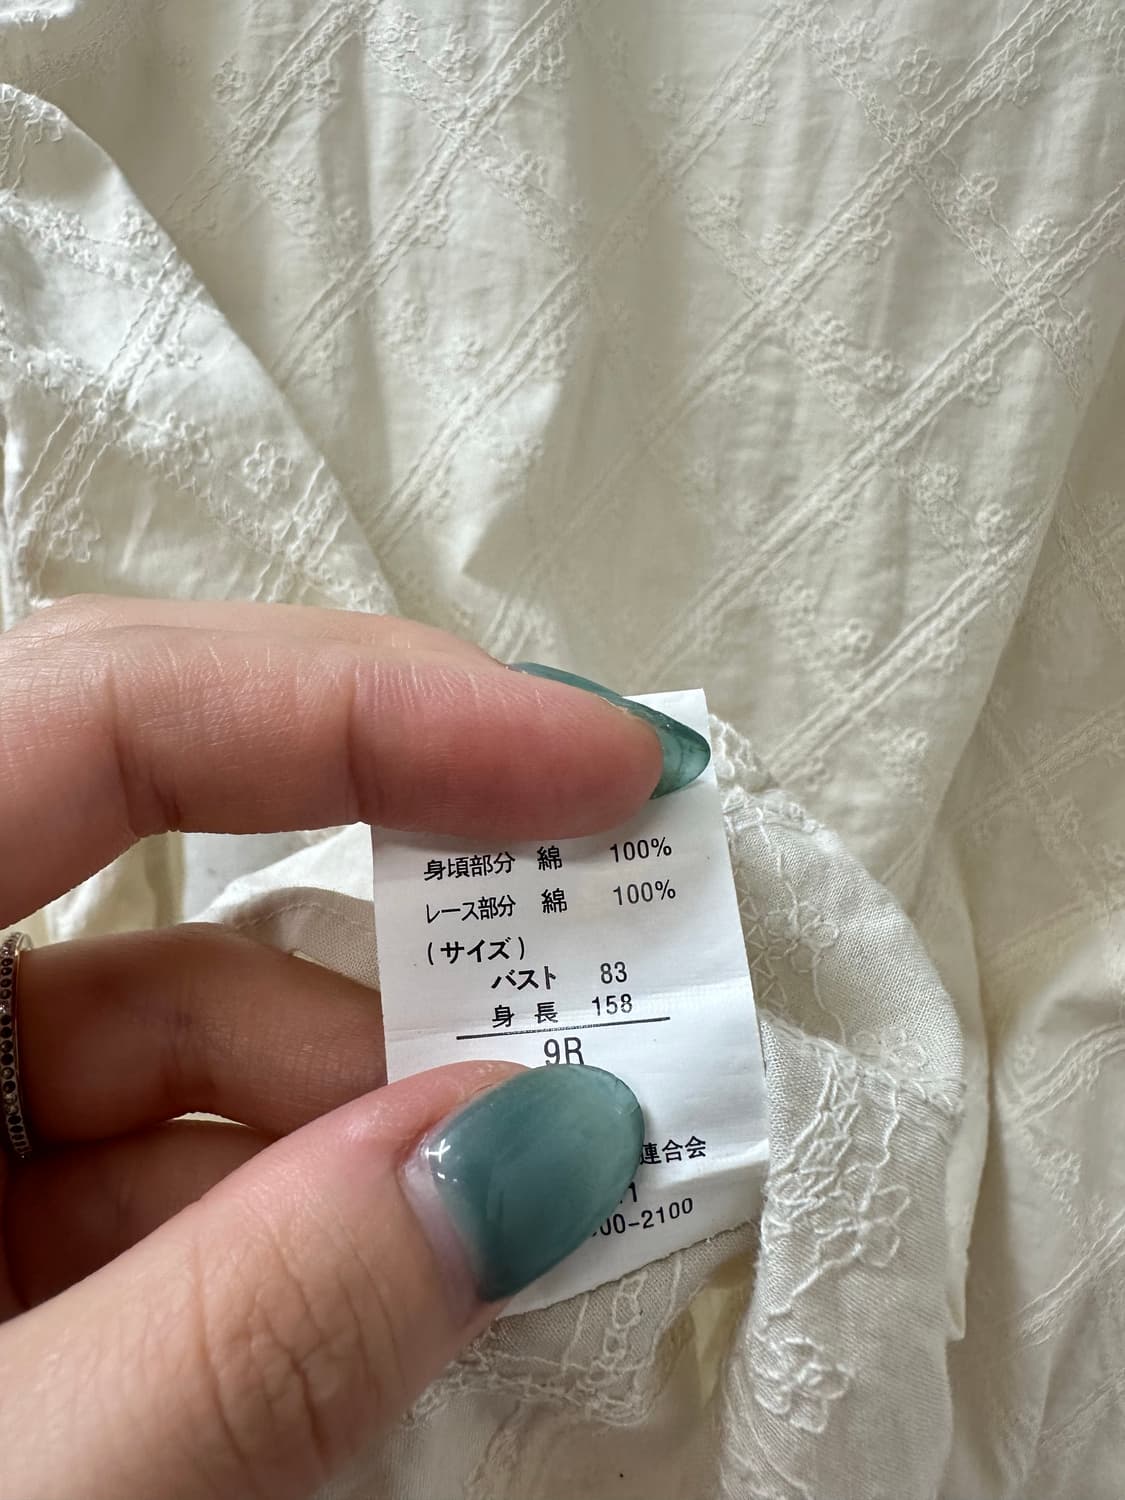 身頃部分 綿 100%
レース部分 綿 100%
(サイズ)
バスト 83
身長 158
9R
連合会
00-2100